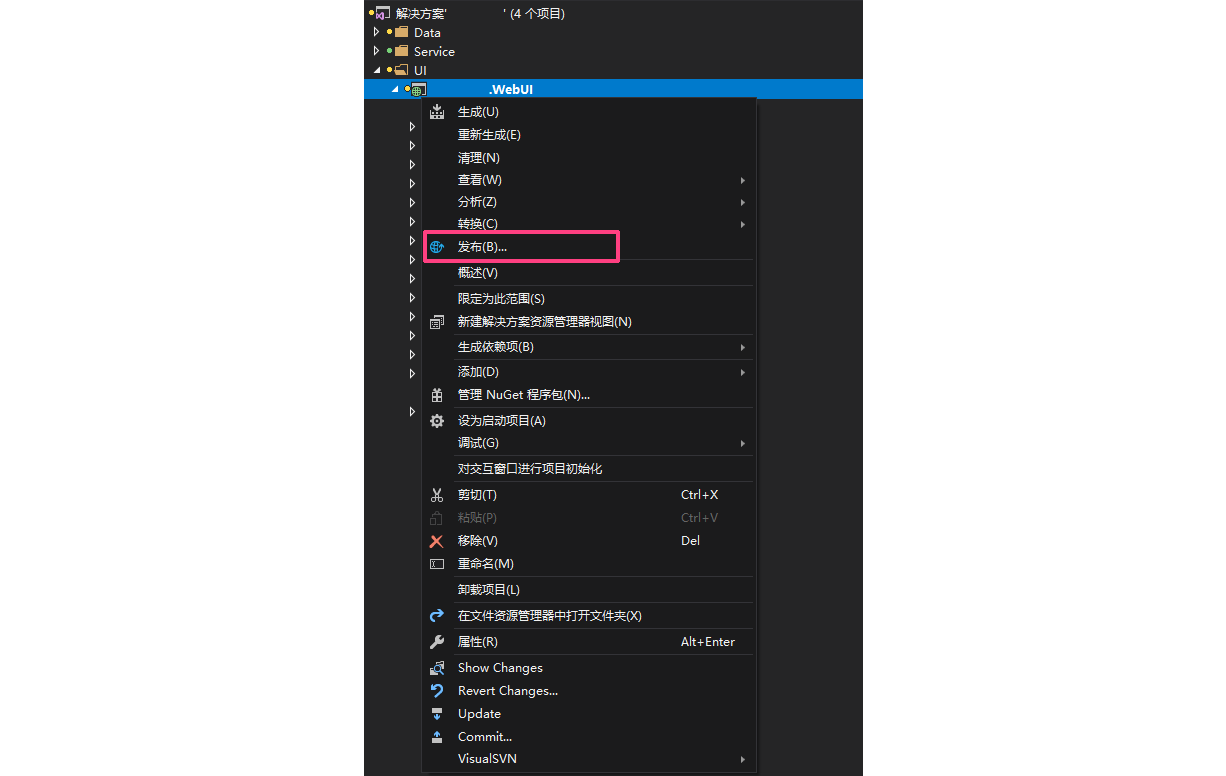 解决方案' ' (4 个项目)
Data
Service
UI
.WebUI
生成(U)
重新生成(E)
清理(N)
查看(W)
分析(Z)
转换(C)
发布(B)...
概述(V)
限定为此范围(S)
新建解决方案资源管理器视图(N)
生成依赖项(B)
添加(D)
管理 NuGet 程序包(N)...
设为启动项目(A)
调试(G)
对交互窗口进行项目初始化
剪切(T) Ctrl+X
粘贴(P) Ctrl+V
移除(V) Del
重命名(M)
卸载项目(L)
在文件资源管理器中打开文件夹(X)
属性(R) Alt+Enter
Show Changes
Revert Changes...
Update
Commit...
VisualSVN